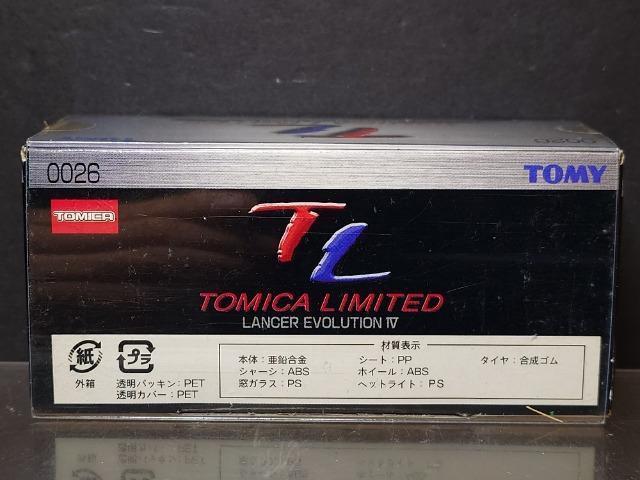 0026
TOMY
TOMICA
TL
TOMICA LIMITED
LANCER EVOLUTION IV
紙
プラ
外箱
透明パッキン：PET
透明カバー：PET
材質表示
本体：亜鉛合金
シート：PP
タイヤ：合成ゴム
シャーシ：ABS
ホイール：ABS
窓ガラス：PS
ヘットライト：PS